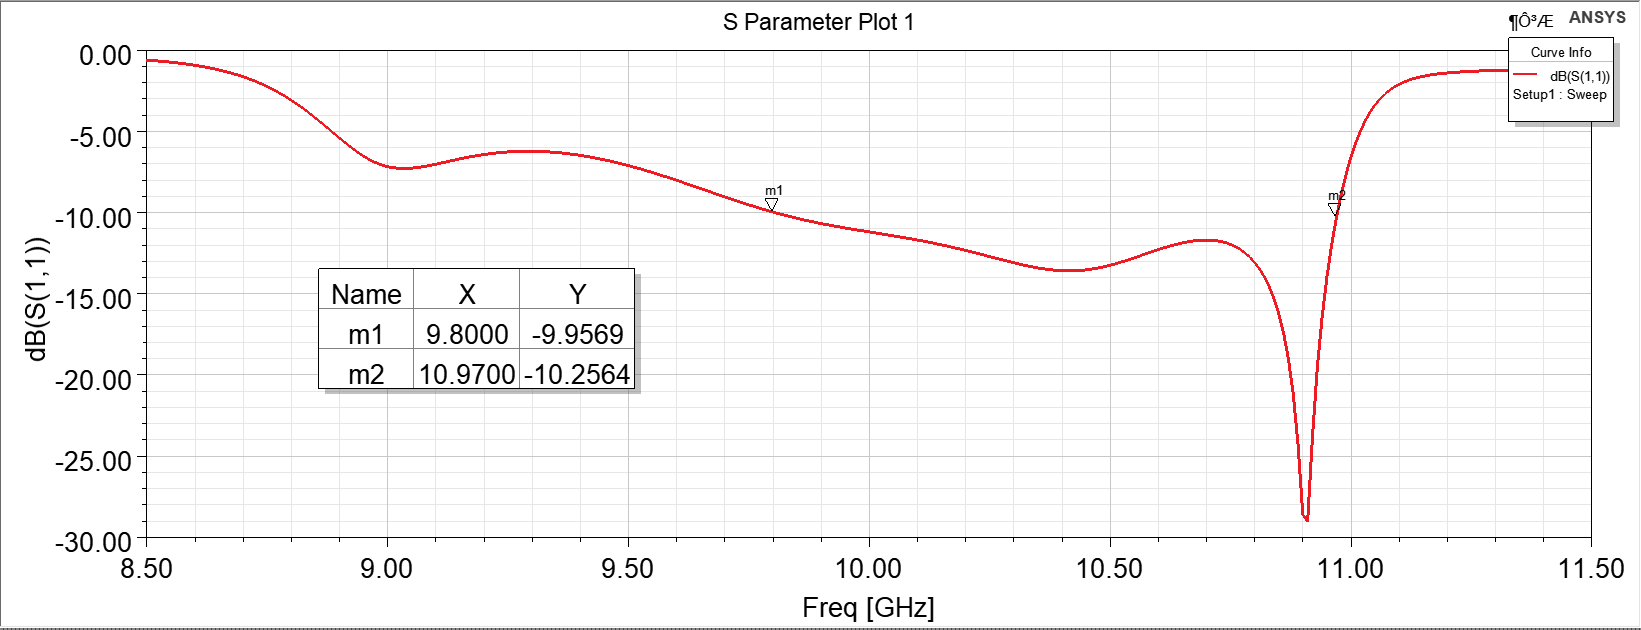 S Parameter Plot 1
¶Ô³Æ
ANSYS
Curve Info
dB(S(1,1))
Setup1 : Sweep
0.00
-5.00
-10.00
-15.00
-20.00
-25.00
-30.00
dB(S(1,1))
m1
m2
Name X Y
m1 9.8000 -9.9569
m2 10.9700 -10.2564
8.50 9.00 9.50 10.00 10.50 11.00 11.50
Freq [GHz]